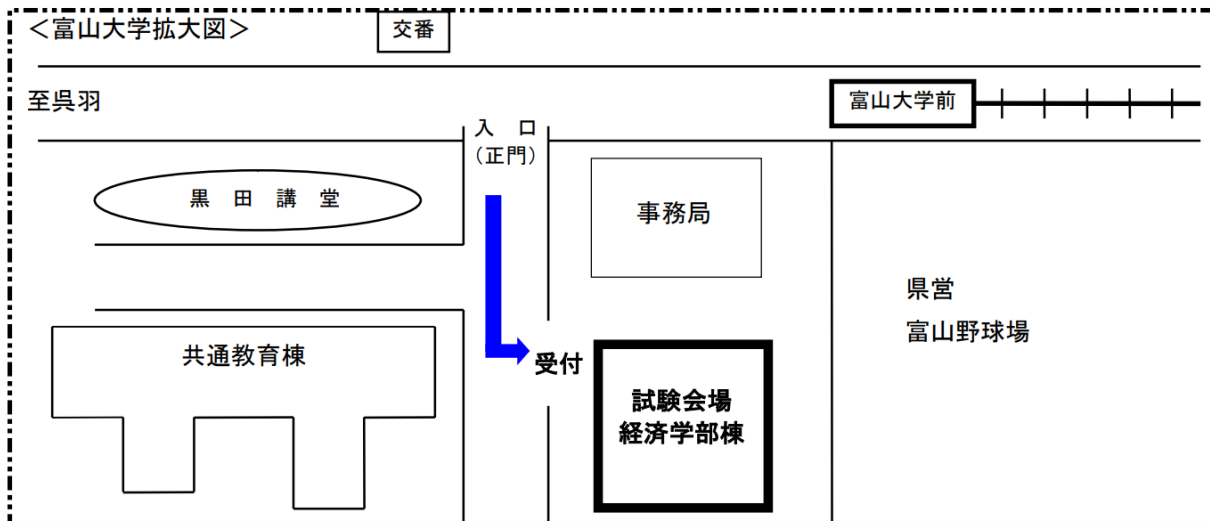 ＜富山大学拡大図＞
交番
至呉羽
富山大学前
入　口
（正門）
黒　田　講　堂
事務局
県営
富山野球場
共通教育棟
受付
試験会場
経済学部棟